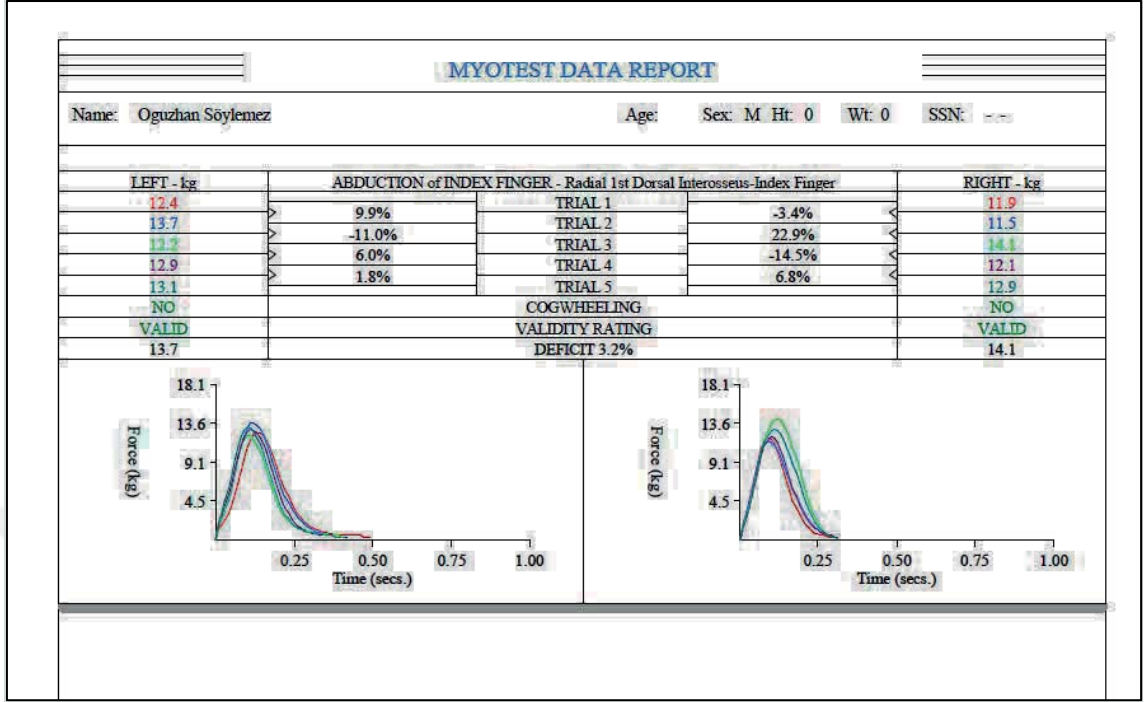 MYOTEST DATA REPORT
Name: Oguzhan Söylemez Age: Sex: M Ht: 0 Wt: 0 SSN: - -
LEFT - kg ABDUCTION of INDEX FINGER - Radial 1st Dorsal Interosseus-Index Finger RIGHT - kg
12.4 TRIAL 1 11.9
9.9% -3.4%
13.7 TRIAL 2 11.5
-11.0% 22.9%
12.2 TRIAL 3 14.1
6.0% -14.5%
12.9 TRIAL 4 12.1
1.8% 6.8%
13.1 TRIAL 5 12.9
NO COGWHEELING NO
VALID VALIDITY RATING VALID
13.7 DEFICIT 3.2% 14.1
Force (kg)
18.1
13.6
9.1
4.5
0.25 0.50 0.75 1.00
Time (secs.)
Force (kg)
18.1
13.6
9.1
4.5
0.25 0.50 0.75 1.00
Time (secs.)